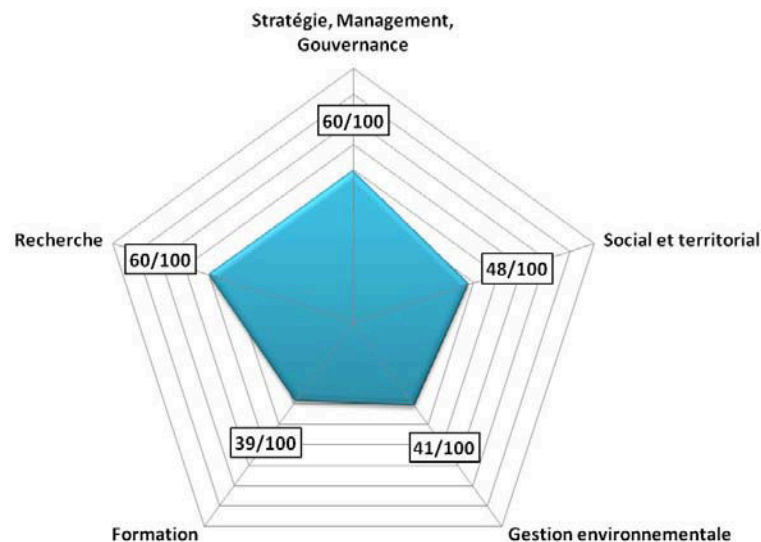 Stratégie, Management,
Gouvernance
60/100
Recherche
60/100
Social et territorial
48/100
39/100
41/100
Formation
Gestion environnementale